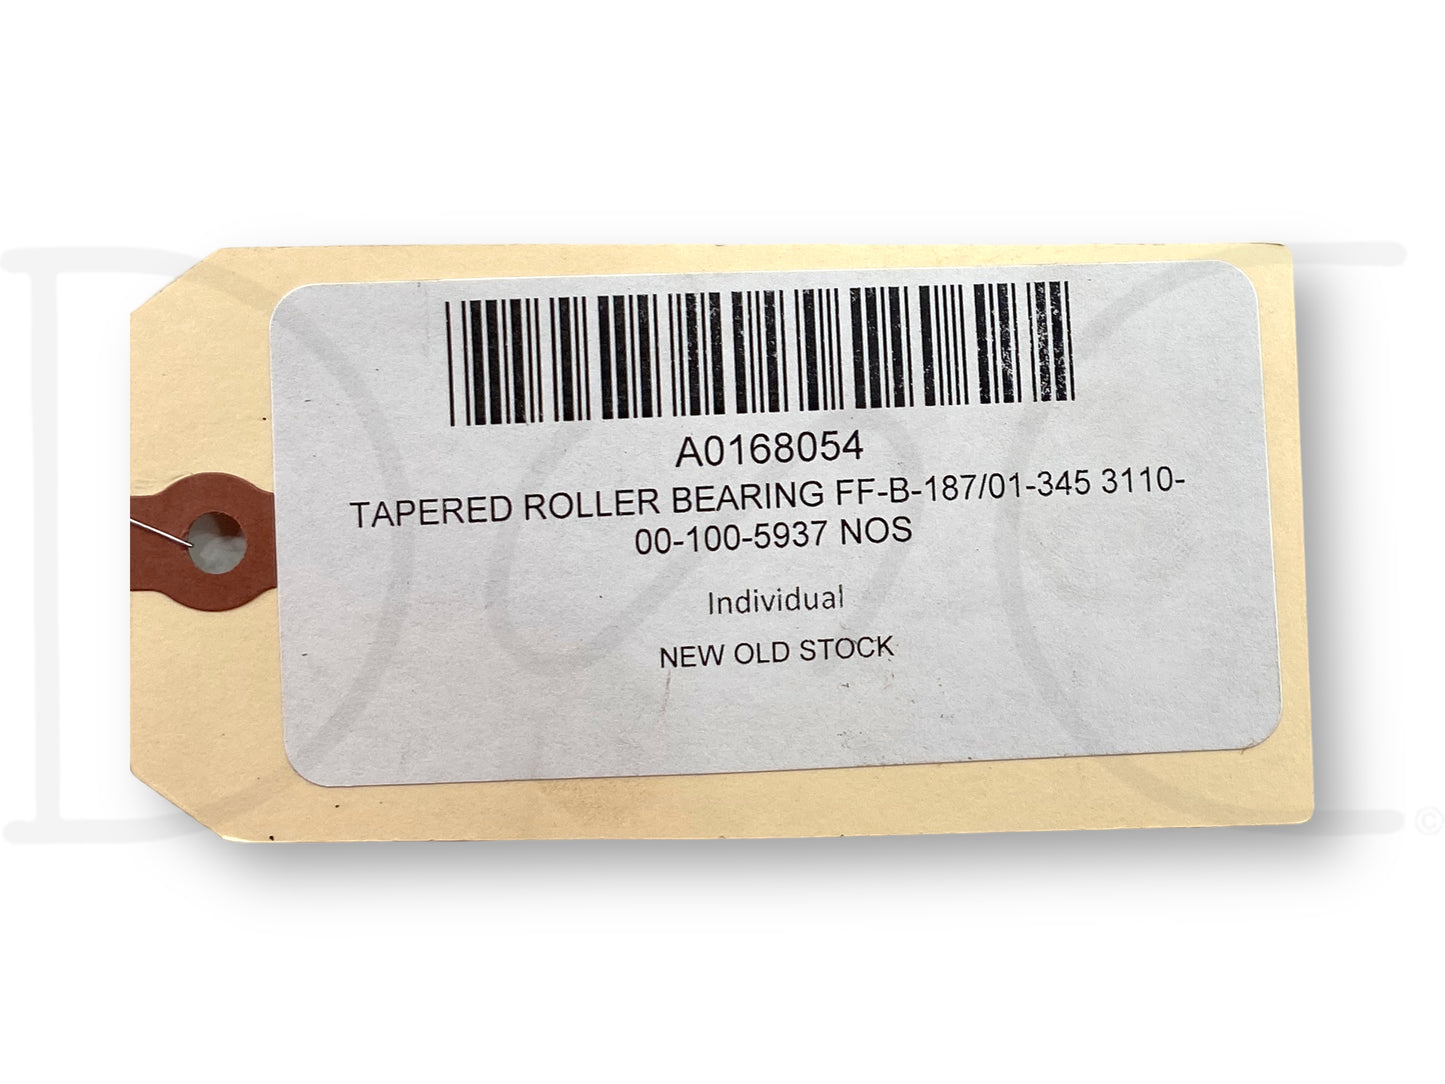 A0168054
TAPERED ROLLER BEARING FF-B-187/01-345 3110-
00-100-5937 NOS
Individual
NEW OLD STOCK
©